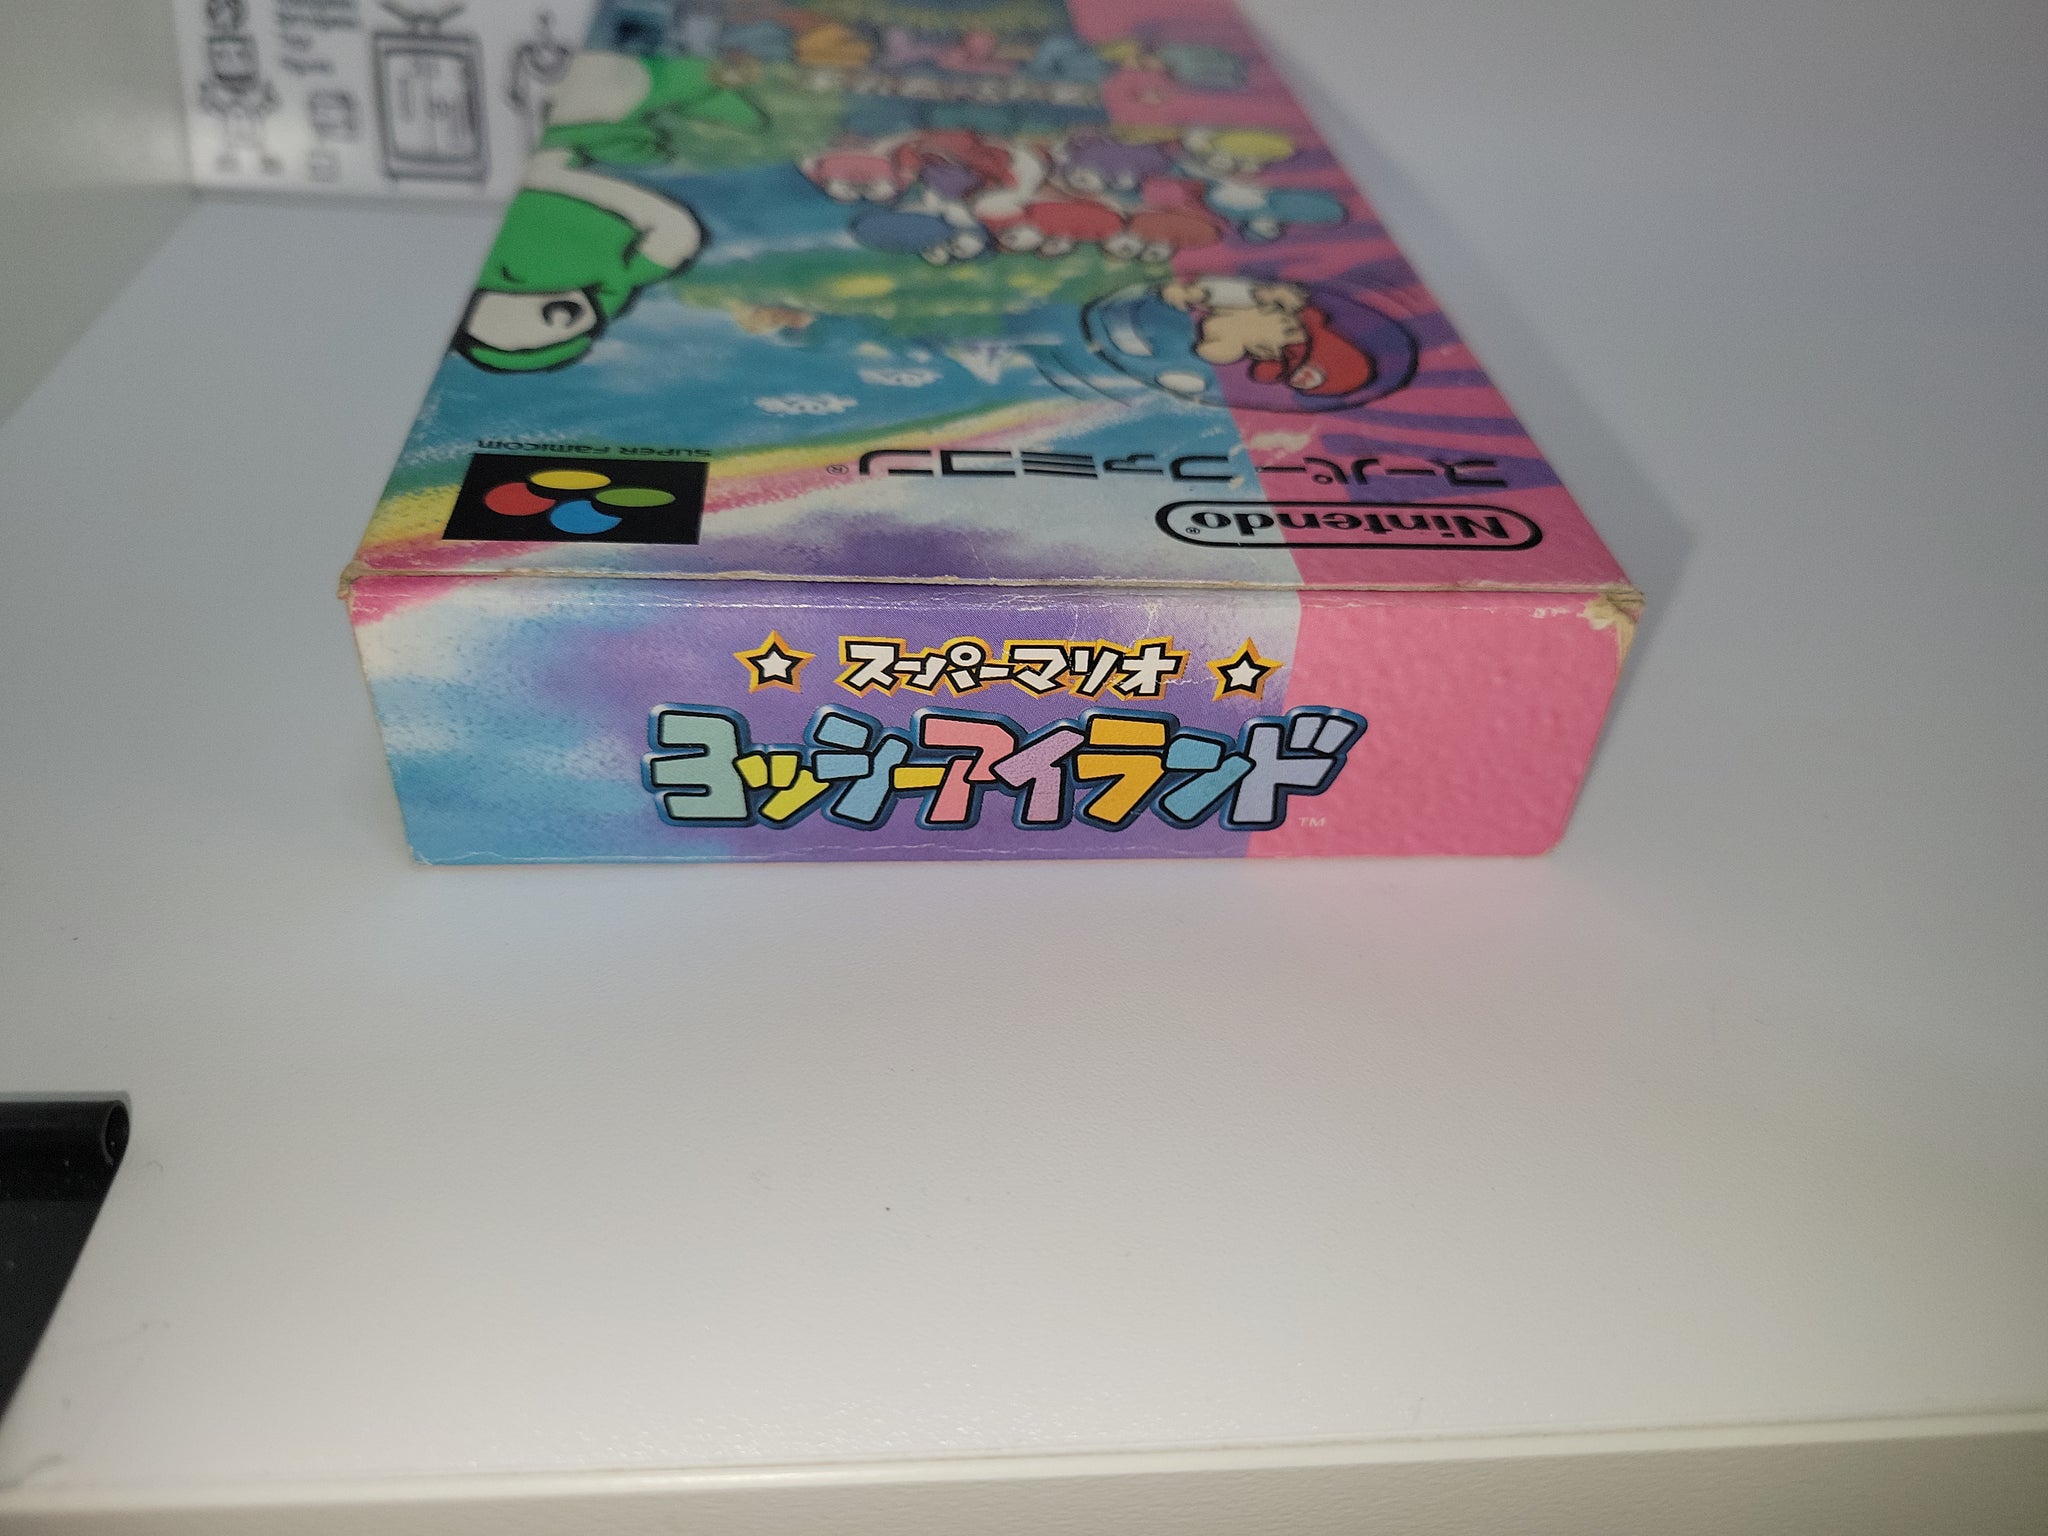 SUPER FAMICOM
スーパーファミコン®
Nintendo®
スーパーマリオ
ヨッシーアイランド
TM